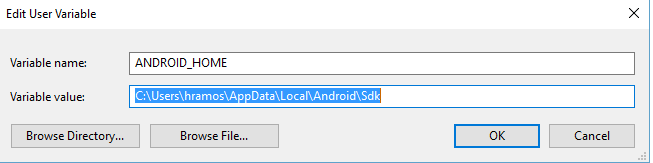 Edit User Variable
Variable name: ANDROID_HOME
Variable value: C:\Users\hramos\AppData\Local\Android\Sdk
Browse Directory... Browse File... OK Cancel